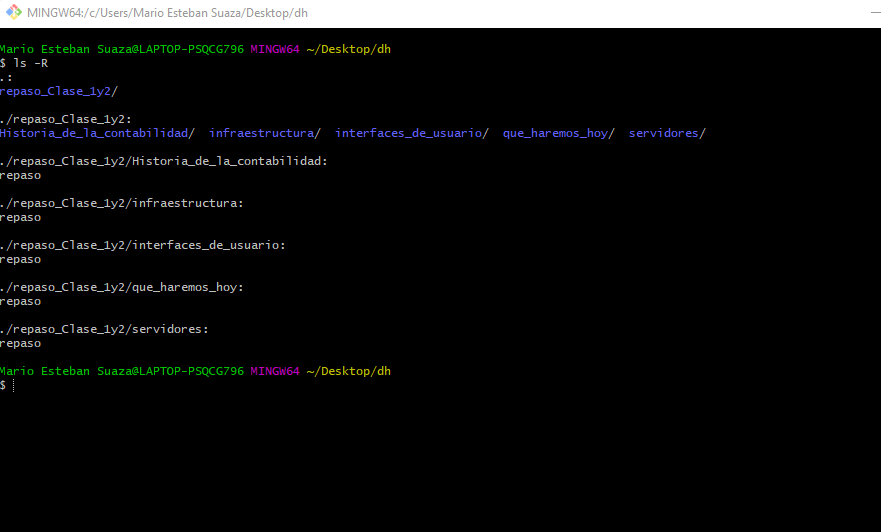 MINGW64:/c/Users/Mario Esteban Suaza/Desktop/dh
Mario Esteban Suaza@LAPTOP-PSQCG796 MINGW64 ~/Desktop/dh
$ ls -R
.:
repaso_Clase_1y2/
./repaso_Clase_1y2:
Historia_de_la_contabilidad/  infraestructura/  interfaces_de_usuario/  que_haremos_hoy/  servidores/
./repaso_Clase_1y2/Historia_de_la_contabilidad:
repaso
./repaso_Clase_1y2/infraestructura:
repaso
./repaso_Clase_1y2/interfaces_de_usuario:
repaso
./repaso_Clase_1y2/que_haremos_hoy:
repaso
./repaso_Clase_1y2/servidores:
repaso
Mario Esteban Suaza@LAPTOP-PSQCG796 MINGW64 ~/Desktop/dh
$